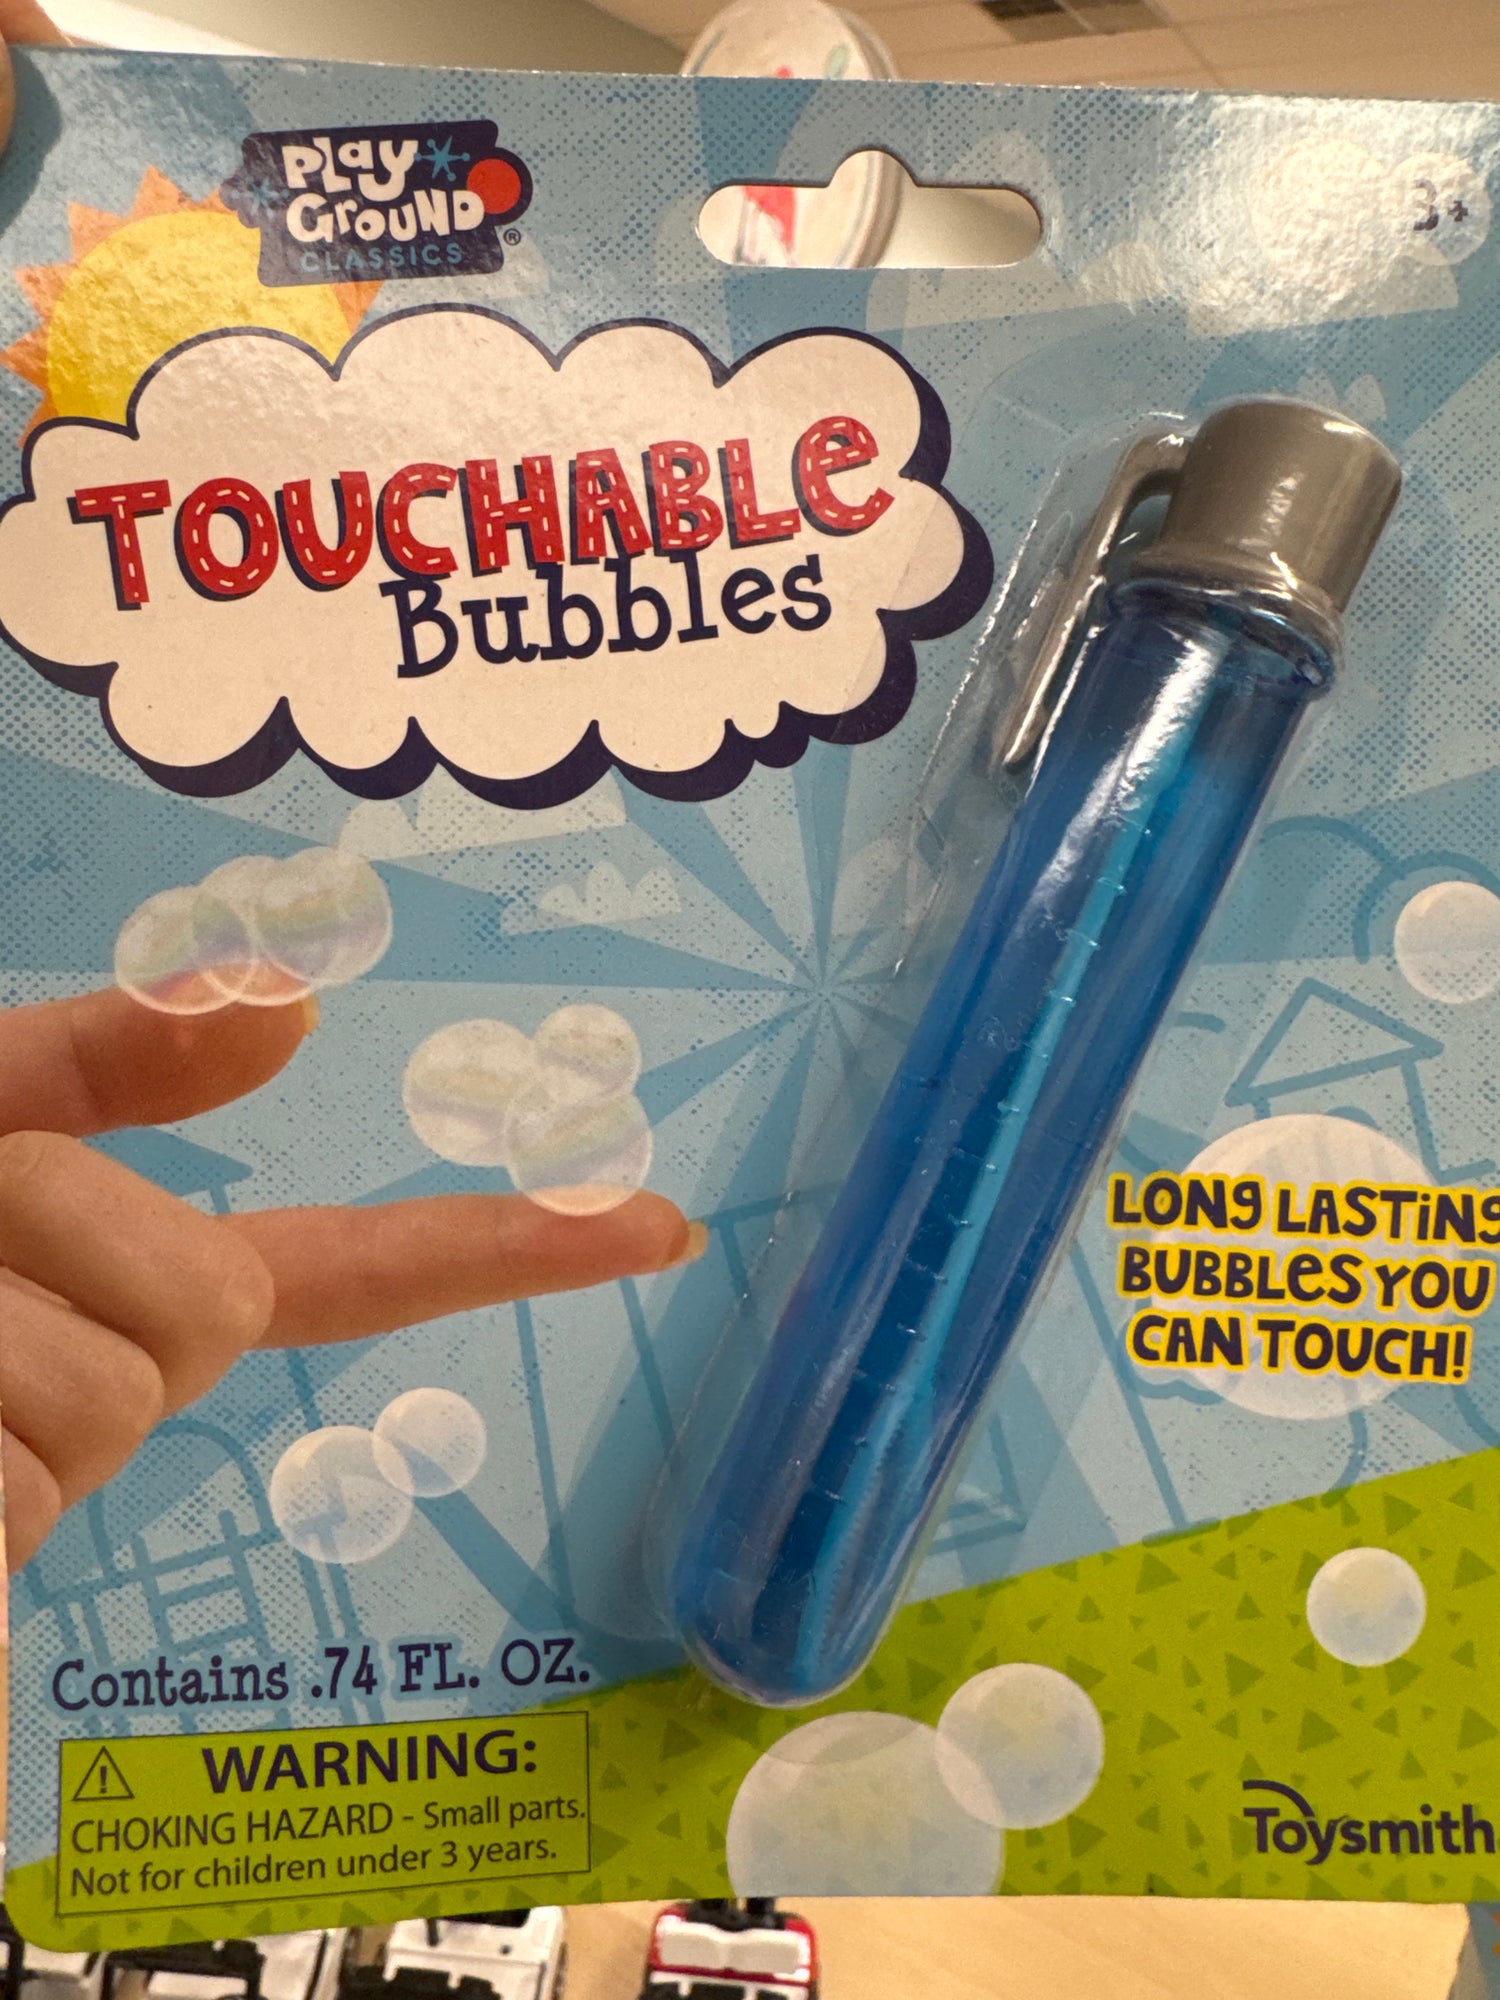 Play
Ground®
CLASSICS
3+
TOUCHABLE
Bubbles
LONG LASTING
BUBBLES YOU
CAN TOUCH!
Contains .74 FL. OZ.
WARNING:
CHOKING HAZARD - Small parts.
Not for children under 3 years.
Toysmith